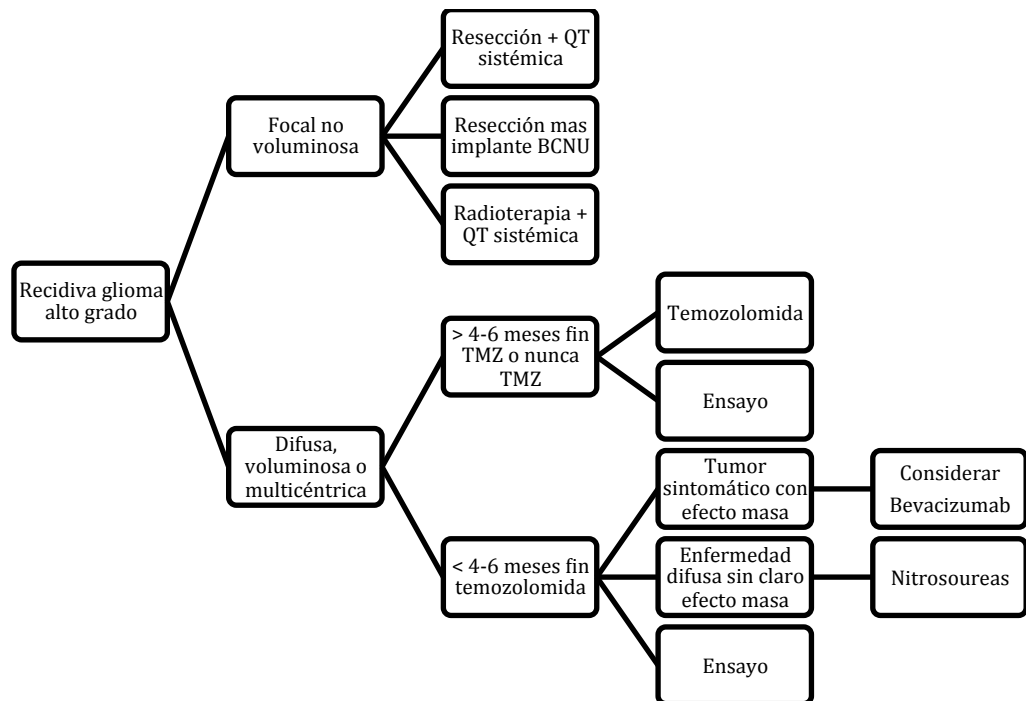 Resección + QT
sistémica
Focal no
voluminosa
Resección mas
implante BCNU
Radioterapia +
QT sistémica
Recidiva glioma
alto grado
> 4-6 meses fin
TMZ o nunca
TMZ
Temozolomida
Ensayo
Difusa,
voluminosa o
multicéntrica
< 4-6 meses fin
temozolomida
Tumor
sintomático con
efecto masa
Considerar
Bevacizumab
Enfermedad
difusa sin claro
efecto masa
Nitrosoureas
Ensayo